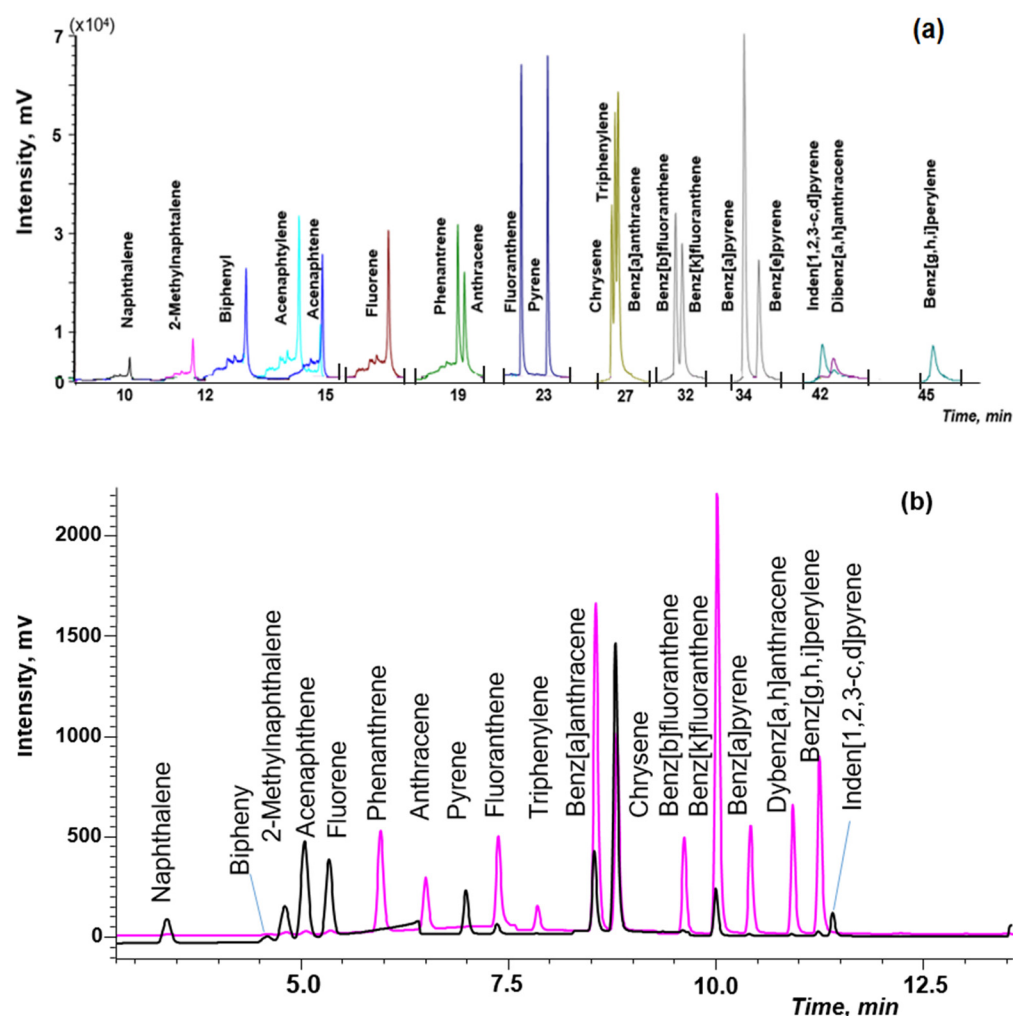 (x10⁴)
(a)
7
5
3
1
0
Intensity, mV
Naphthalene
2-Methylnaphtalene
Biphenyl
Acenaphtylene
Acenaphtene
Fluorene
Phenantrene
Anthracene
Fluoranthene
Pyrene
Chrysene
Triphenylene
Benz[a]anthracene
Benz[b]fluoranthene
Benz[k]fluoranthene
Benz[a]pyrene
Benz[e]pyrene
Inden[1,2,3-c,d]pyrene
Dibenz[a,h]anthracene
Benz[g,h,i]perylene
10 12 15 19 23 27 32 34 42 45
Time, min
(b)
2000
1500
1000
500
0
Intensity, mV
Naphthalene
Bipheny
2-Methylnaphthalene
Acenaphthene
Fluorene
Phenanthrene
Anthracene
Pyrene
Fluoranthene
Triphenylene
Benz[a]anthracene
Chrysene
Benz[b]fluoranthene
Benz[k]fluoranthene
Benz[a]pyrene
Dybenz[a,h]anthracene
Benz[g,h,i]perylene
Inden[1,2,3-c,d]pyrene
5.0 7.5 10.0 12.5
Time, min